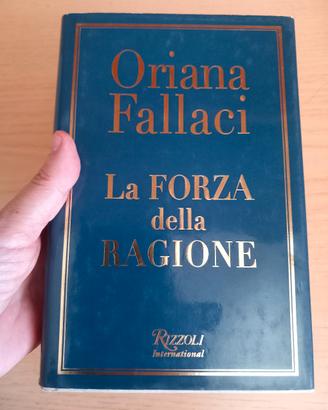 Oriana
Fallaci
La FORZA
della
RAGIONE
RIZZOLI
International